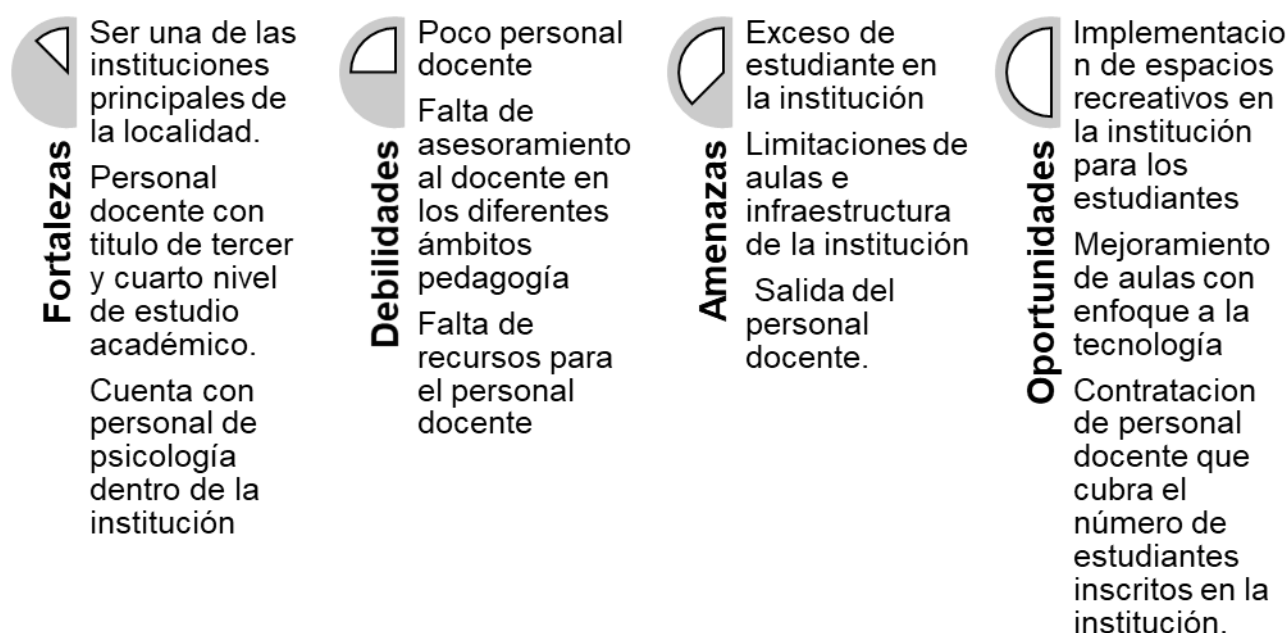 Fortalezas
Ser una de las
instituciones
principales de
la localidad.
Personal
docente con
titulo de tercer
y cuarto nivel
de estudio
académico.
Cuenta con
personal de
psicología
dentro de la
institución
Debilidades
Poco personal
docente
Falta de
asesoramiento
al docente en
los diferentes
ámbitos
pedagogía
Falta de
recursos para
el personal
docente
Amenazas
Exceso de
estudiante en
la institución
Limitaciones de
aulas e
infraestructura
de la institución
Salida del
personal
docente.
Oportunidades
Implementacio
n de espacios
recreativos en
la institución
para los
estudiantes
Mejoramiento
de aulas con
enfoque a la
tecnología
Contratacion
de personal
docente que
cubra el
número de
estudiantes
inscritos en la
institución.